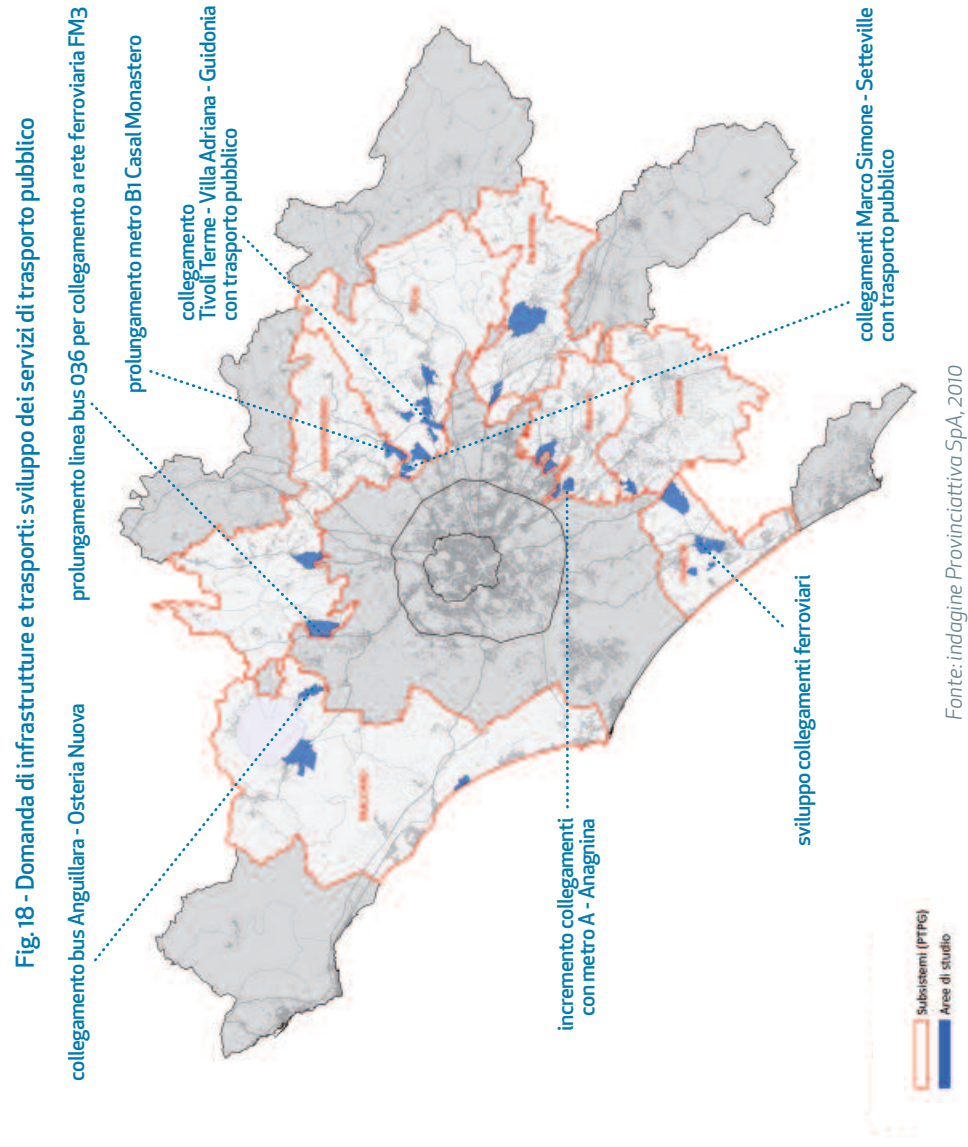 Fig. 18 - Domanda di infrastrutture e trasporti: sviluppo dei servizi di trasporto pubblico
collegamento bus Anguillara - Osteria Nuova
prolungamento linea bus 036 per collegamento a rete ferroviaria FM3
prolungamento metro B1 Casal Monastero
collegamento
Tivoli Terme - Villa Adriana - Guidonia
con trasporto pubblico
incremento collegamenti
con metro A - Anagnina
sviluppo collegamenti ferroviari
collegamenti Marco Simone - Setteville
con trasporto pubblico
Subsistemi (PTPG)
Aree di studio
Fonte: indagine Provinciattiva SpA, 2010